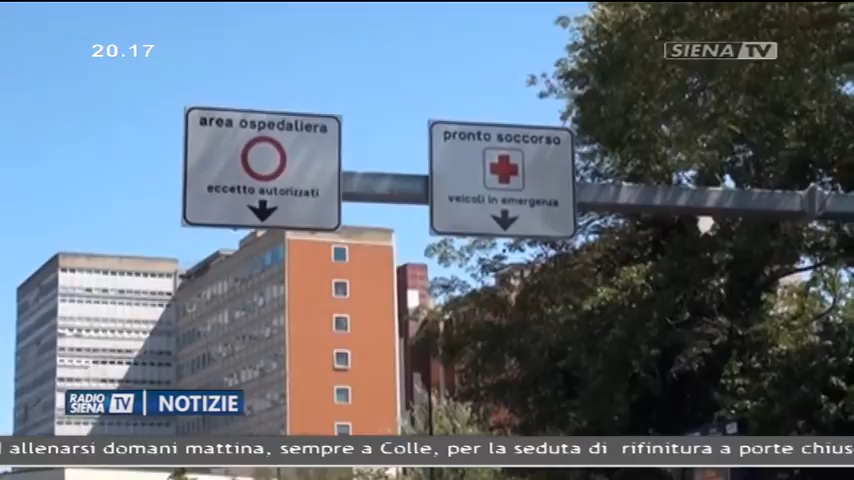 20.17
SIENA TV
area ospedaliera
eccetto autorizzati
pronto soccorso
veicoli in emergenza
RADIO SIENA TV NOTIZIE
allenarsi domani mattina, sempre a Colle, per la seduta di rifinitura a porte chius